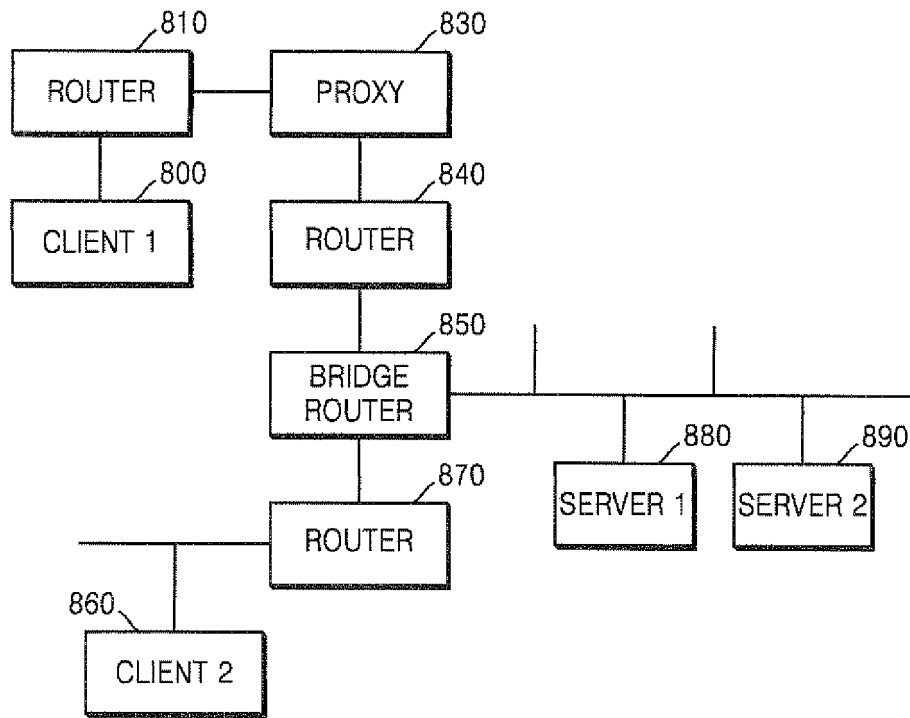 810
ROUTER
830
PROXY
800
CLIENT 1
840
ROUTER
850
BRIDGE
ROUTER
880
SERVER 1
890
SERVER 2
870
ROUTER
860
CLIENT 2